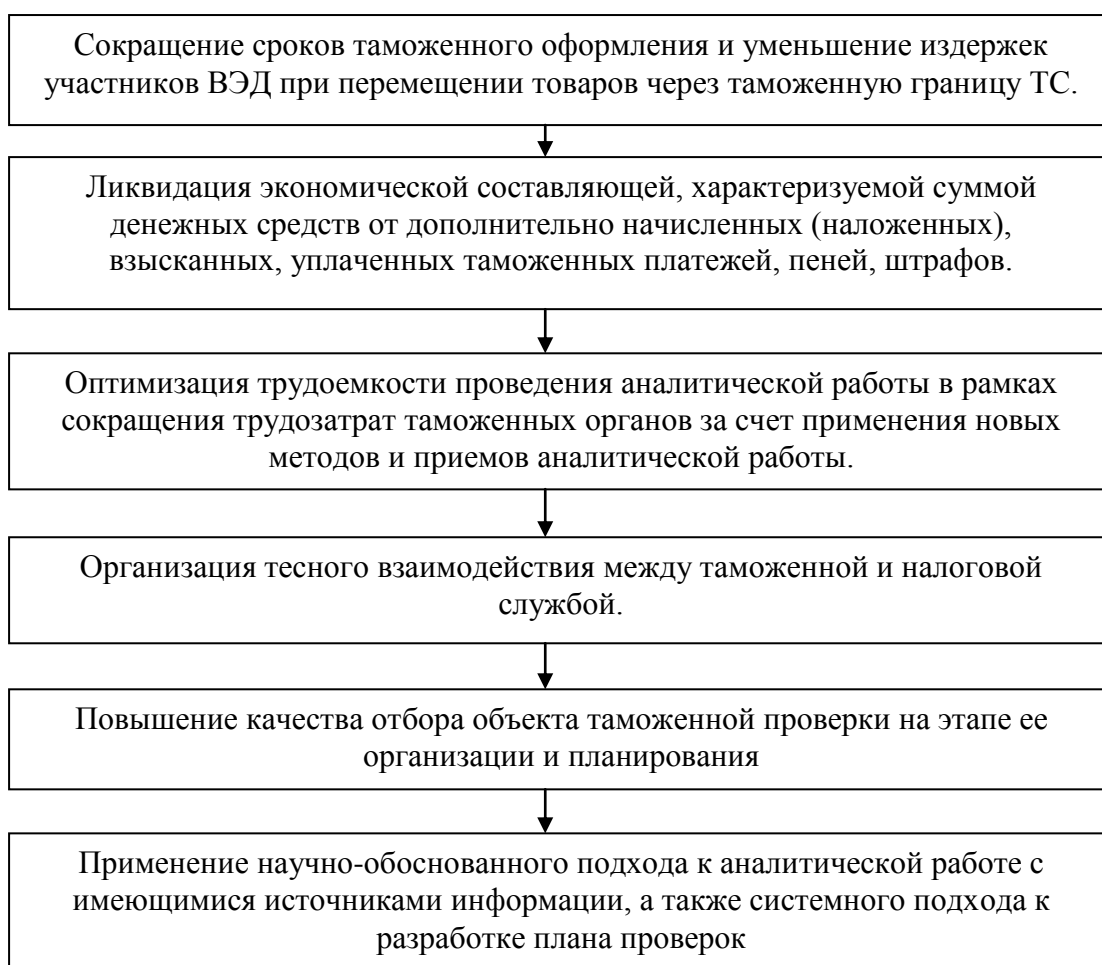 Сокращение сроков таможенного оформления и уменьшение издержек
участников ВЭД при перемещении товаров через таможенную границу ТС.
Ликвидация экономической составляющей, характеризуемой суммой
денежных средств от дополнительно начисленных (наложенных),
взысканных, уплаченных таможенных платежей, пеней, штрафов.
Оптимизация трудоемкости проведения аналитической работы в рамках
сокращения трудозатрат таможенных органов за счет применения новых
методов и приемов аналитической работы.
Организация тесного взаимодействия между таможенной и налоговой
службой.
Повышение качества отбора объекта таможенной проверки на этапе ее
организации и планирования
Применение научно-обоснованного подхода к аналитической работе с
имеющимися источниками информации, а также системного подхода к
разработке плана проверок